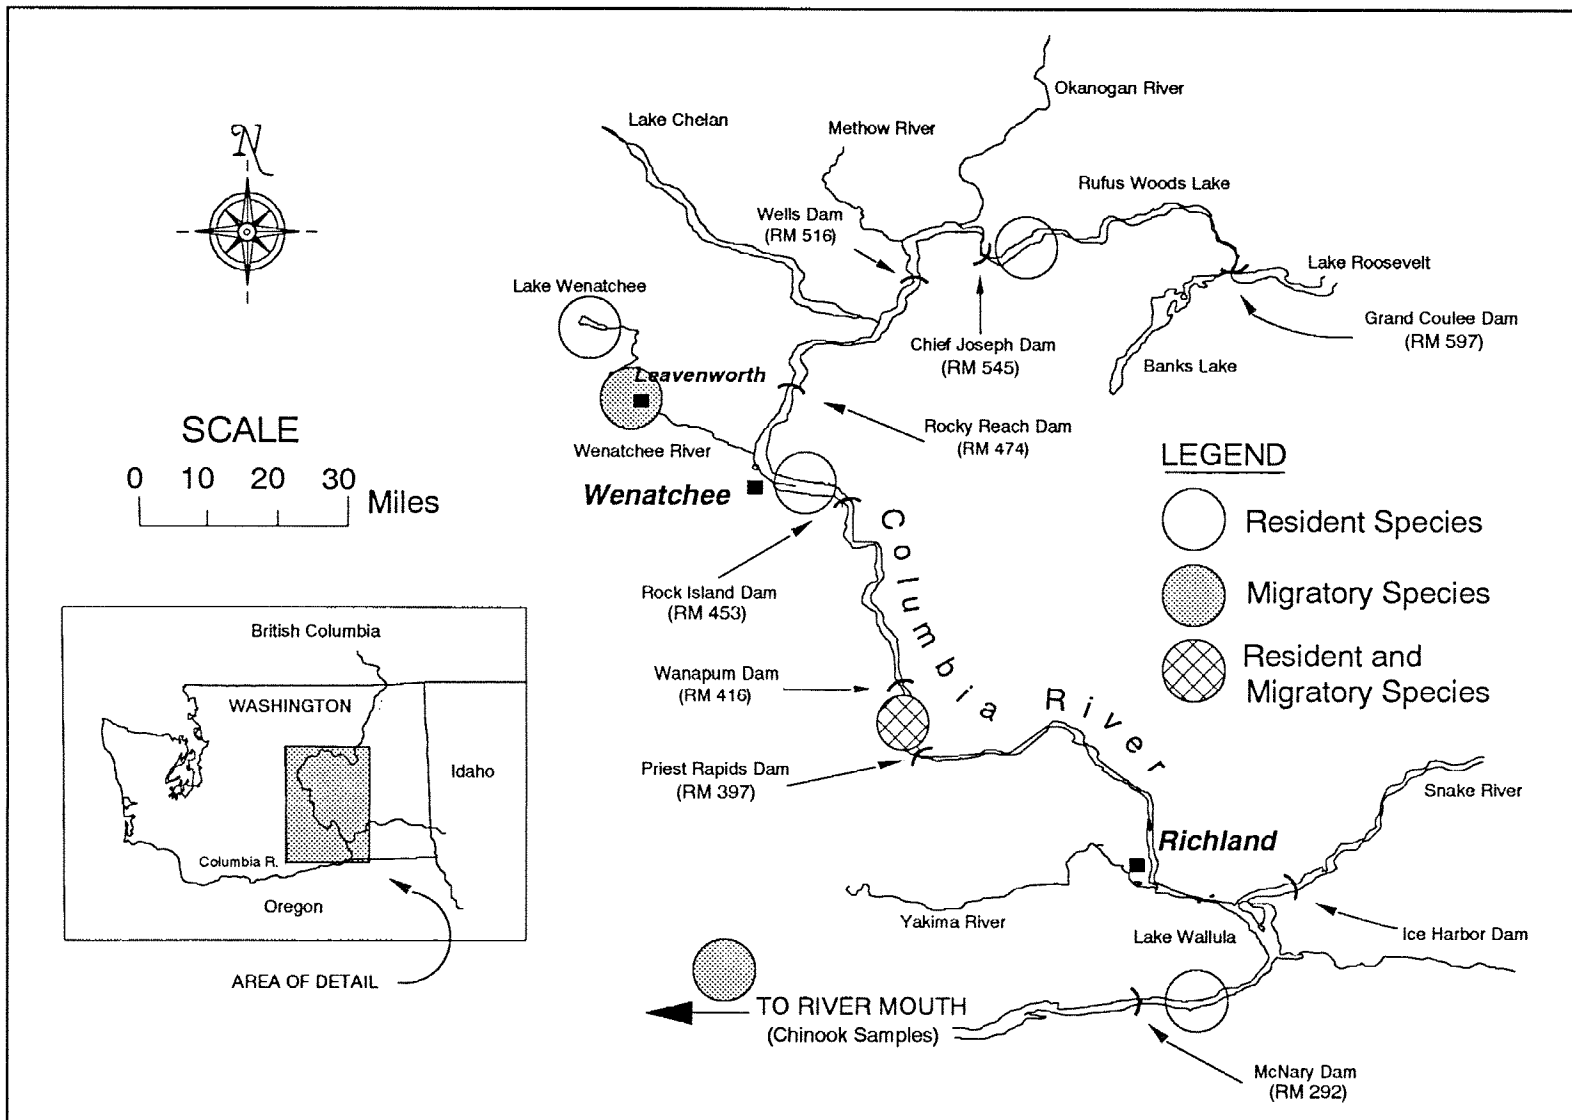 N
Okanogan River
Lake Chelan
Methow River
Rufus Woods Lake
Wells Dam
(RM 516)
Lake Roosevelt
Lake Wenatchee
Grand Coulee Dam
(RM 597)
Chief Joseph Dam
(RM 545)
Banks Lake
Leavenworth
Rocky Reach Dam
(RM 474)
Wenatchee River
Wenatchee
SCALE
0 10 20 30
Miles
LEGEND
Resident Species
Migratory Species
Resident and
Migratory Species
Columbia River
Rock Island Dam
(RM 453)
Wanapum Dam
(RM 416)
Priest Rapids Dam
(RM 397)
British Columbia
WASHINGTON
Idaho
Columbia R.
Oregon
AREA OF DETAIL
Snake River
Richland
Yakima River
Lake Wallula
Ice Harbor Dam
TO RIVER MOUTH
(Chinook Samples)
McNary Dam
(RM 292)